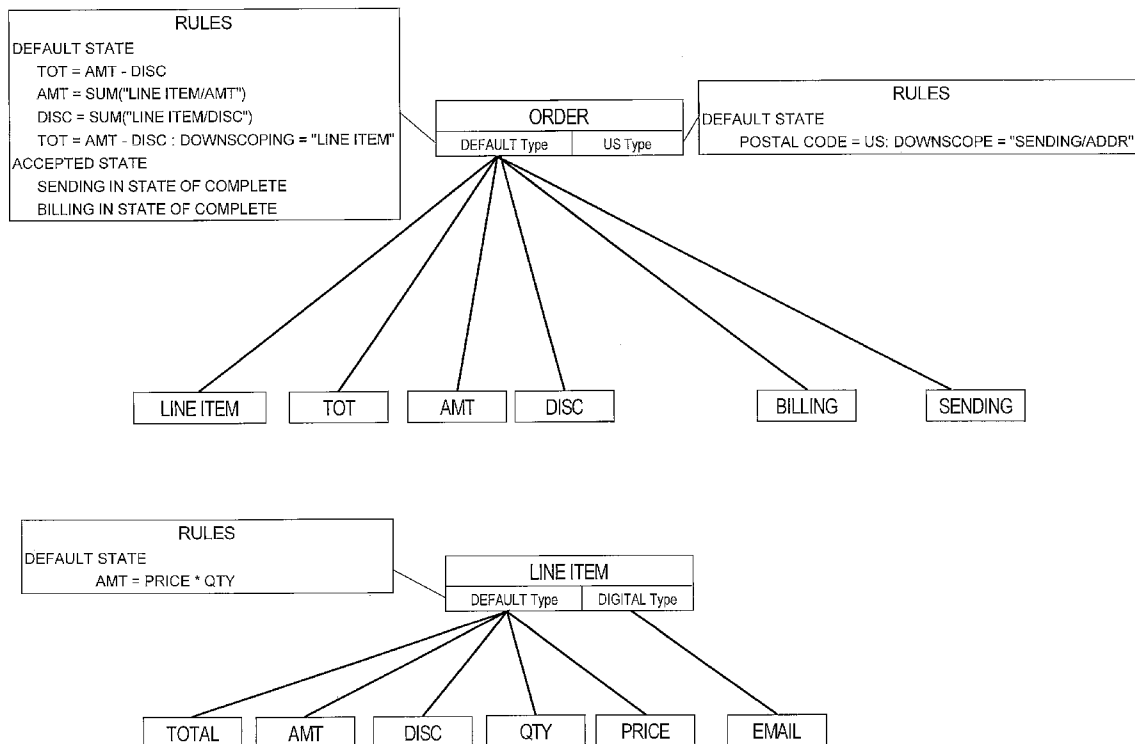 RULES
DEFAULT STATE
TOT = AMT - DISC
AMT = SUM("LINE ITEM/AMT")
DISC = SUM("LINE ITEM/DISC")
TOT = AMT - DISC : DOWNSCOPING = "LINE ITEM"
ACCEPTED STATE
SENDING IN STATE OF COMPLETE
BILLING IN STATE OF COMPLETE
ORDER
DEFAULT Type US Type
RULES
DEFAULT STATE
POSTAL CODE = US: DOWNSCOPE = "SENDING/ADDR"
LINE ITEM TOT AMT DISC BILLING SENDING
RULES
DEFAULT STATE
AMT = PRICE * QTY
LINE ITEM
DEFAULT Type DIGITAL Type
TOTAL AMT DISC QTY PRICE EMAIL